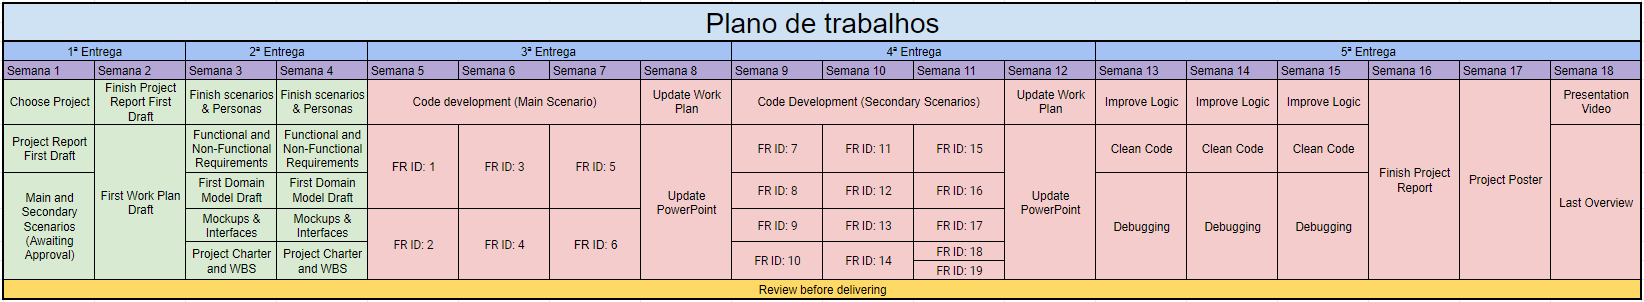 Plano de trabalhos
1ª Entrega 2ª Entrega 3ª Entrega 4ª Entrega 5ª Entrega
Semana 1 Semana 2 Semana 3 Semana 4 Semana 5 Semana 6 Semana 7 Semana 8 Semana 9 Semana 10 Semana 11 Semana 12 Semana 13 Semana 14 Semana 15 Semana 16 Semana 17 Semana 18
Choose Project
Finish Project
Report First
Draft
Finish scenarios
& Personas
Finish scenarios
& Personas
Code development (Main Scenario)
Update Work
Plan
Code Development (Secondary Scenarios)
Update Work
Plan
Improve Logic
Improve Logic
Improve Logic
Finish Project
Report
Project Poster
Presentation
Video
Project Report
First Draft
First Work Plan
Draft
Functional and
Non-Functional
Requirements
Functional and
Non-Functional
Requirements
FR ID: 1
FR ID: 3
FR ID: 5
Update
PowerPoint
FR ID: 7
FR ID: 11
FR ID: 15
Update
PowerPoint
Clean Code
Clean Code
Clean Code
Last Overview
Main and
Secondary
Scenarios
(Awaiting
Approval)
First Domain
Model Draft
First Domain
Model Draft
FR ID: 8
FR ID: 12
FR ID: 16
Debugging
Debugging
Debugging
Mockups &
Interfaces
Mockups &
Interfaces
FR ID: 2
FR ID: 4
FR ID: 6
FR ID: 9
FR ID: 13
FR ID: 17
Project Charter
and WBS
Project Charter
and WBS
FR ID: 10
FR ID: 14
FR ID: 18
FR ID: 19
Review before delivering